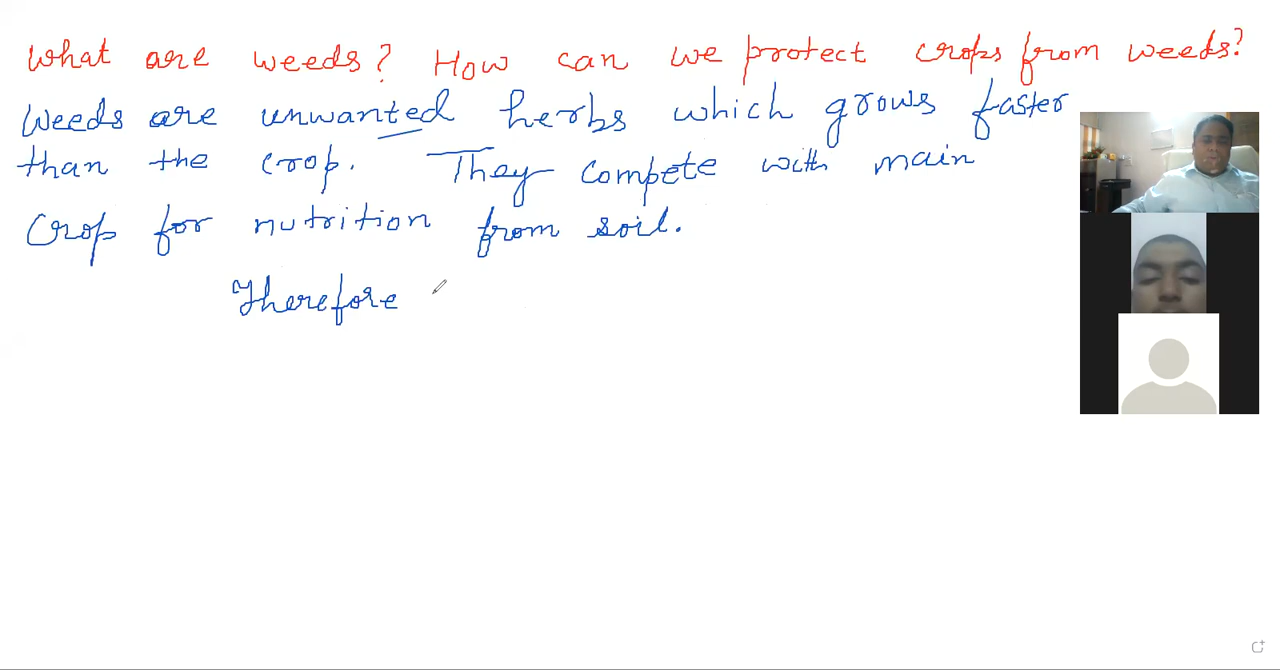 What are weeds? How can we protect crops from weeds?
Weeds are unwanted herbs which grows faster
than the crop. They compete with main
Crop for nutrition from soil.
Therefore